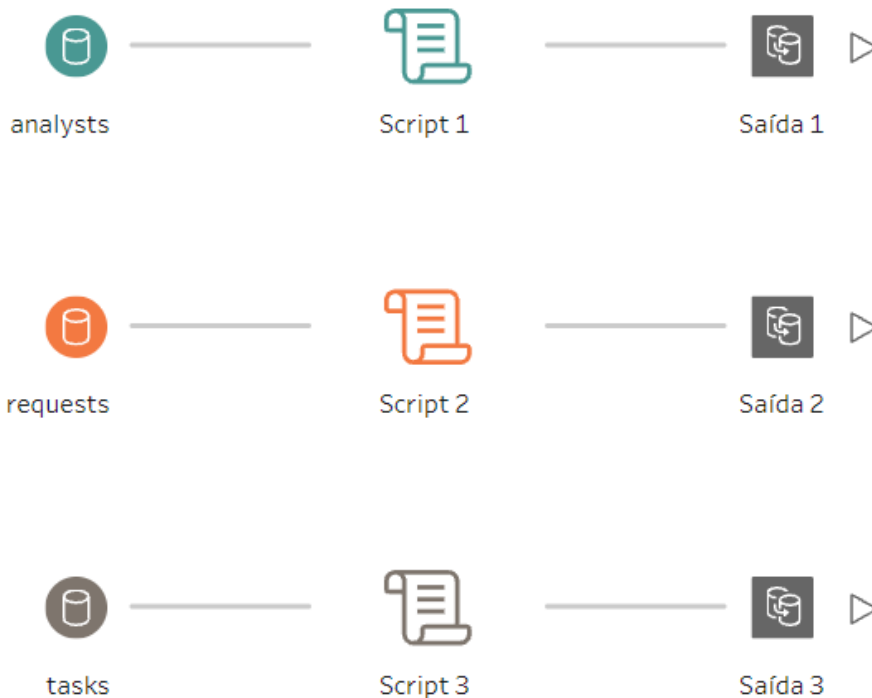 analysts
Script 1
Saída 1
requests
Script 2
Saída 2
tasks
Script 3
Saída 3